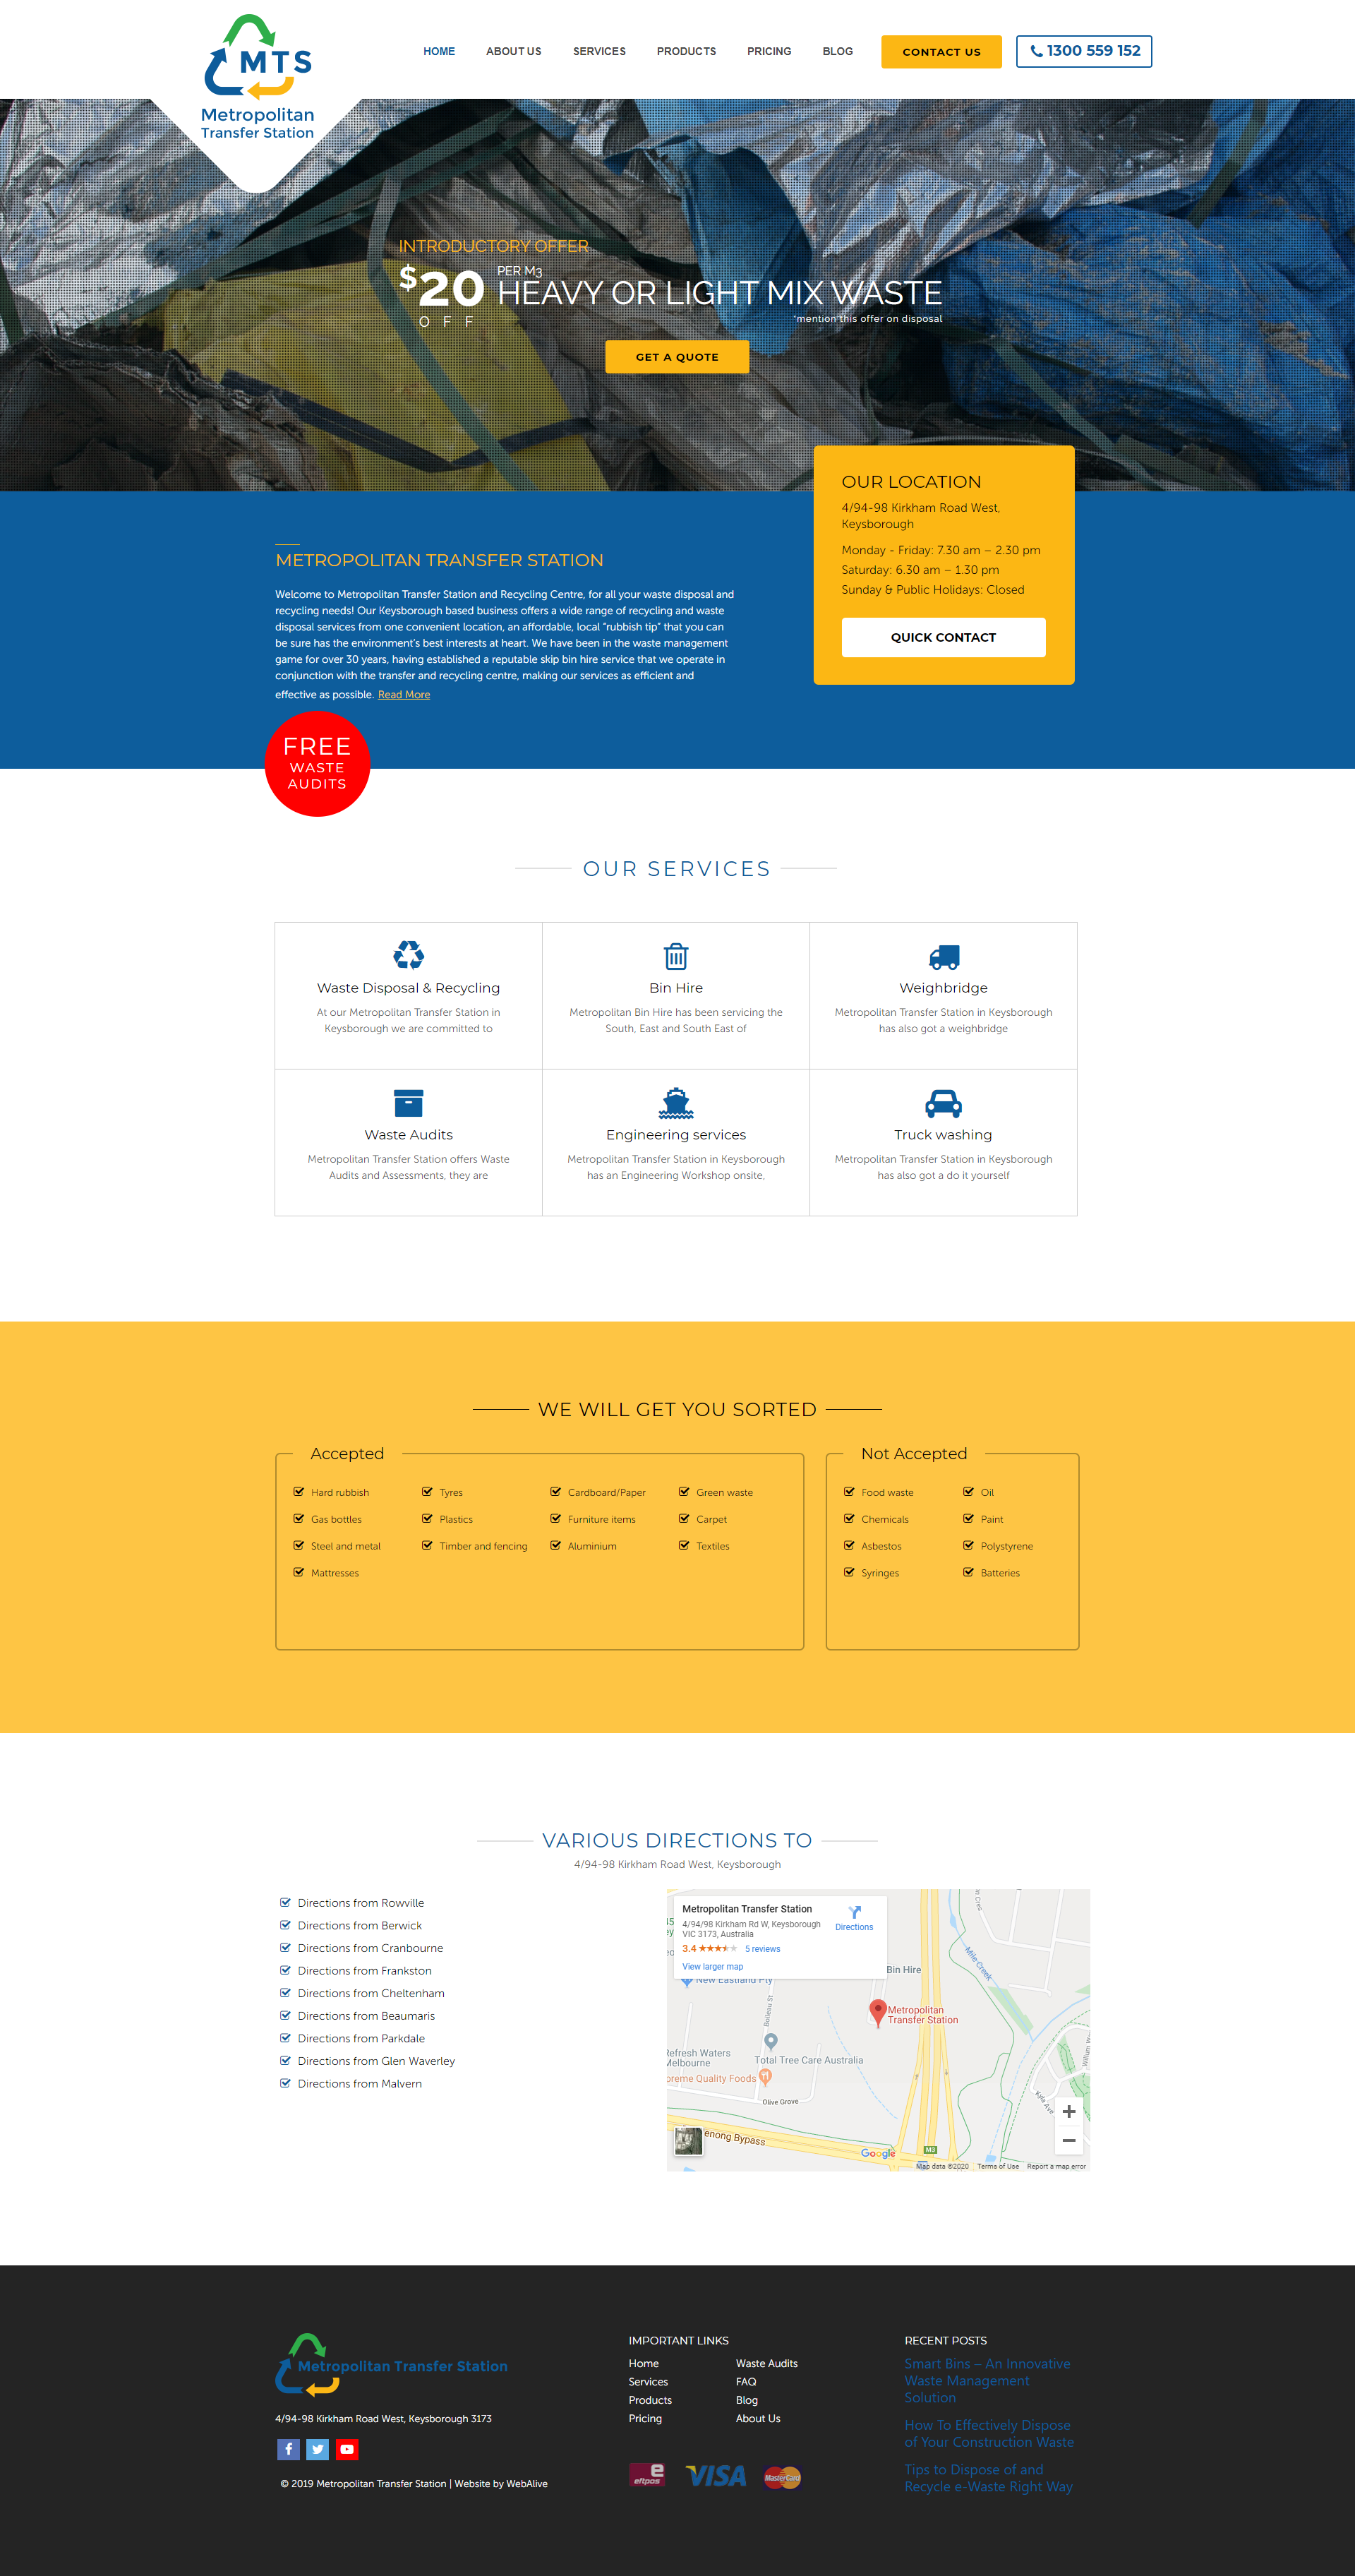 MTS
Metropolitan
Transfer Station
HOME
ABOUT US
SERVICES
PRODUCTS
PRICING
BLOG
CONTACT US
1300 559 152
INTRODUCTORY OFFER
$20
OFF
PER M3
HEAVY OR LIGHT MIX WASTE
*mention this offer on disposal
GET A QUOTE
OUR LOCATION
4/94-98 Kirkham Road West,
Keysborough
Monday - Friday: 7.30 am – 2.30 pm
Saturday: 6.30 am – 1.30 pm
Sunday & Public Holidays: Closed
QUICK CONTACT
METROPOLITAN TRANSFER STATION
Welcome to Metropolitan Transfer Station and Recycling Centre, for all your waste disposal and
recycling needs! Our Keysborough based business offers a wide range of recycling and waste
disposal services from one convenient location, an affordable, local “rubbish tip” that you can
be sure has the environment’s best interests at heart. We have been in the waste management
game for over 30 years, having established a reputable skip bin hire service that we operate in
conjunction with the transfer and recycling centre, making our services as efficient and
effective as possible. Read More
FREE
WASTE
AUDITS
OUR SERVICES
Waste Disposal & Recycling
At our Metropolitan Transfer Station in
Keysborough we are committed to
Bin Hire
Metropolitan Bin Hire has been servicing the
South, East and South East of
Weighbridge
Metropolitan Transfer Station in Keysborough
has also got a weighbridge
Waste Audits
Metropolitan Transfer Station offers Waste
Audits and Assessments, they are
Engineering services
Metropolitan Transfer Station in Keysborough
has an Engineering Workshop onsite,
Truck washing
Metropolitan Transfer Station in Keysborough
has also got a do it yourself
WE WILL GET YOU SORTED
Accepted
Hard rubbish
Tyres
Cardboard/Paper
Green waste
Gas bottles
Plastics
Furniture items
Carpet
Steel and metal
Timber and fencing
Aluminium
Textiles
Mattresses
Not Accepted
Food waste
Oil
Chemicals
Paint
Asbestos
Polystyrene
Syringes
Batteries
VARIOUS DIRECTIONS TO
4/94-98 Kirkham Road West, Keysborough
Directions from Rowville
Directions from Berwick
Directions from Cranbourne
Directions from Frankston
Directions from Cheltenham
Directions from Beaumaris
Directions from Parkdale
Directions from Glen Waverley
Directions from Malvern
Metropolitan Transfer Station
4/94/98 Kirkham Rd W, Keysborough
VIC 3173, Australia
3.4
5 reviews
View larger map
Directions
New Eastland Pty
Bin Hire
Mile Creek
Boileau St
Metropolitan
Transfer Station
Refresh Waters
Melbourne
Total Tree Care Australia
preme Quality Foods
Olive Grove
Kyla Ave
enong Bypass
Google
M3
Map data ©2020
Terms of Use
Report a map error
Metropolitan Transfer Station
4/94-98 Kirkham Road West, Keysborough 3173
© 2019 Metropolitan Transfer Station | Website by WebAlive
IMPORTANT LINKS
Home
Waste Audits
Services
FAQ
Products
Blog
Pricing
About Us
eftpos
VISA
MasterCard
RECENT POSTS
Smart Bins – An Innovative
Waste Management
Solution
How To Effectively Dispose
of Your Construction Waste
Tips to Dispose of and
Recycle e-Waste Right Way